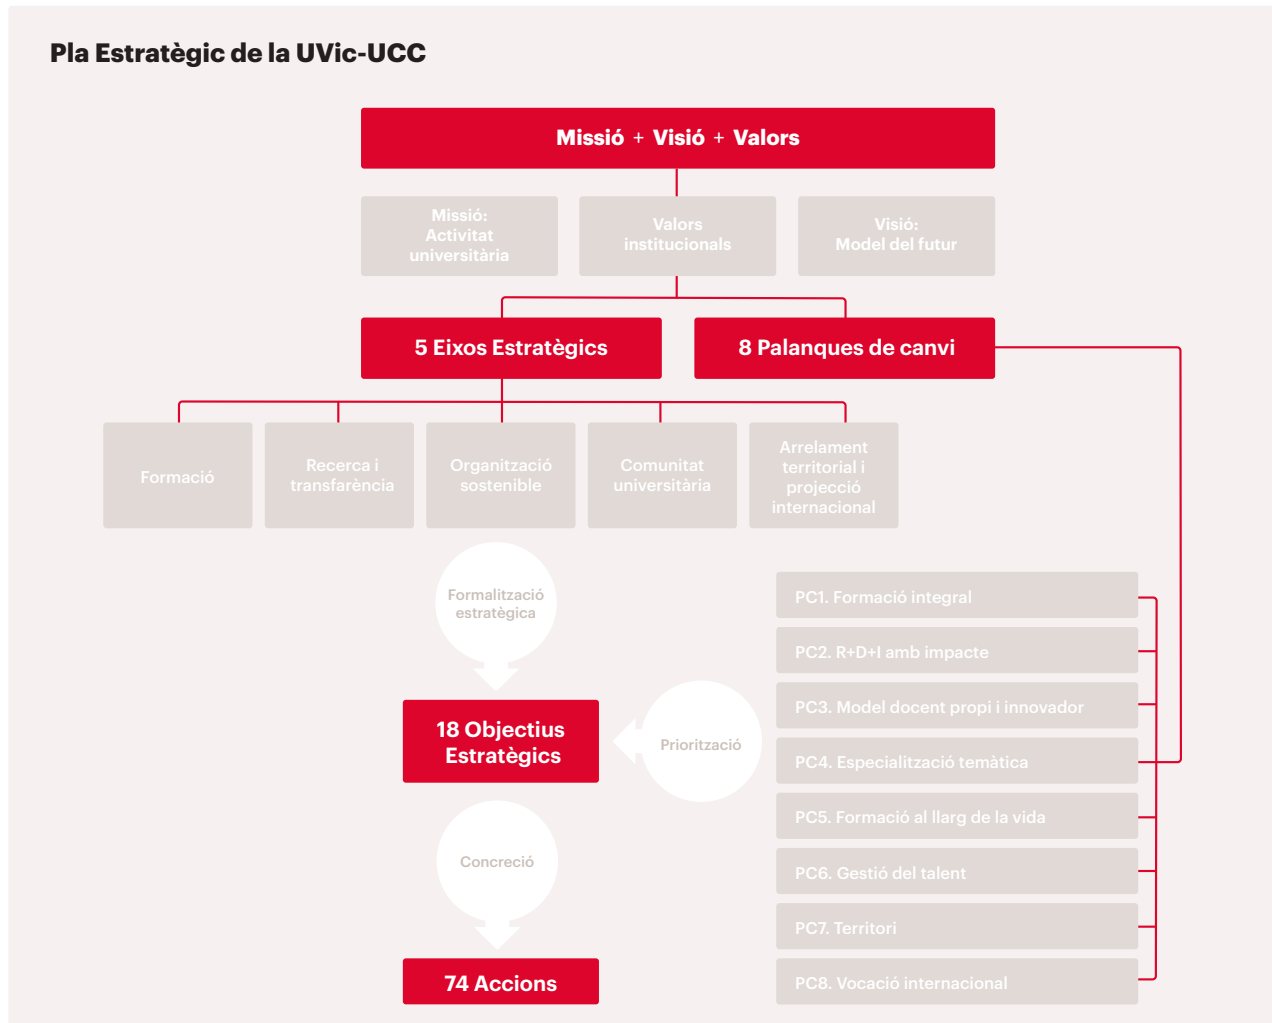 Pla Estratègic de la UVic-UCC
Missió + Visió + Valors
Missió:
Activitat
universitària
Valors
institucionals
Visió:
Model del futur
5 Eixos Estratègics
8 Palanques de canvi
Formació
Recerca i
transfarència
Organització
sostenible
Comunitat
universitària
Arrelament
territorial i
projecció
internacional
Formalització
estratègica
18 Objectius
Estratègics
Priorització
Concreció
74 Accions
PC1. Formació integral
PC2. R+D+I amb impacte
PC3. Model docent propi i innovador
PC4. Especialització temàtica
PC5. Formació al llarg de la vida
PC6. Gestió del talent
PC7. Territori
PC8. Vocació internacional